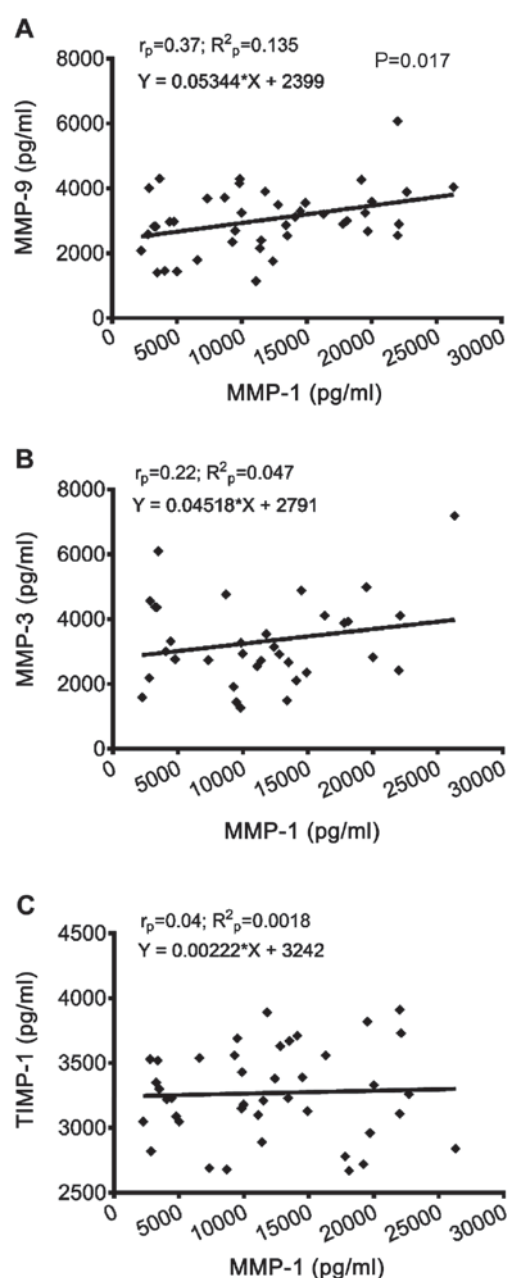 A
r_p=0.37; R²_p=0.135
P=0.017
Y = 0.05344*X + 2399
MMP-9 (pg/ml)
8000
6000
4000
2000
0
0 5000 10000 15000 20000 25000 30000
MMP-1 (pg/ml)
B
r_p=0.22; R²_p=0.047
Y = 0.04518*X + 2791
MMP-3 (pg/ml)
8000
6000
4000
2000
0
0 5000 10000 15000 20000 25000 30000
MMP-1 (pg/ml)
C
r_p=0.04; R²_p=0.0018
Y = 0.00222*X + 3242
TIMP-1 (pg/ml)
4500
4000
3500
3000
2500
0 5000 10000 15000 20000 25000 30000
MMP-1 (pg/ml)